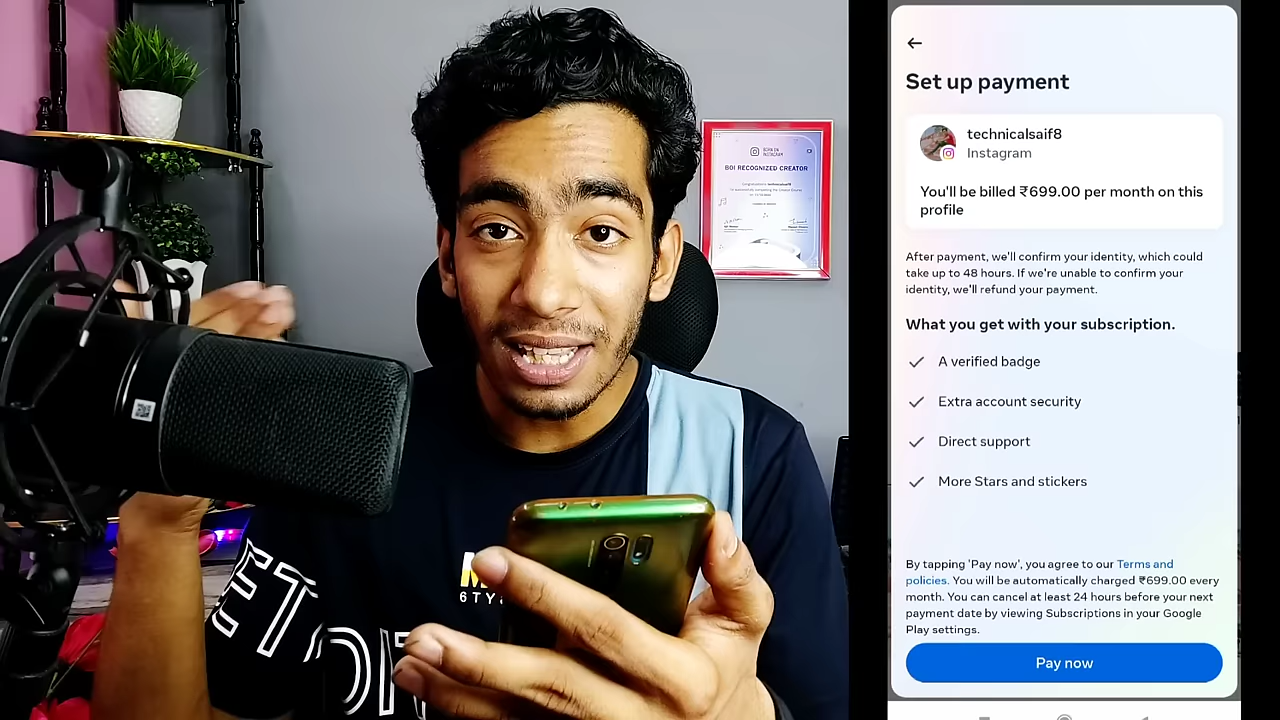 BORN ON
INSTAGRAM
BOI RECOGNIZED CREATOR
6TY
Set up payment
technicalsaif8
Instagram
You'll be billed ₹699.00 per month on this
profile
After payment, we'll confirm your identity, which could
take up to 48 hours. If we're unable to confirm your
identity, we'll refund your payment.
What you get with your subscription.
A verified badge
Extra account security
Direct support
More Stars and stickers
By tapping 'Pay now', you agree to our Terms and
policies. You will be automatically charged ₹699.00 every
month. You can cancel at least 24 hours before your next
payment date by viewing Subscriptions in your Google
Play settings.
Pay now